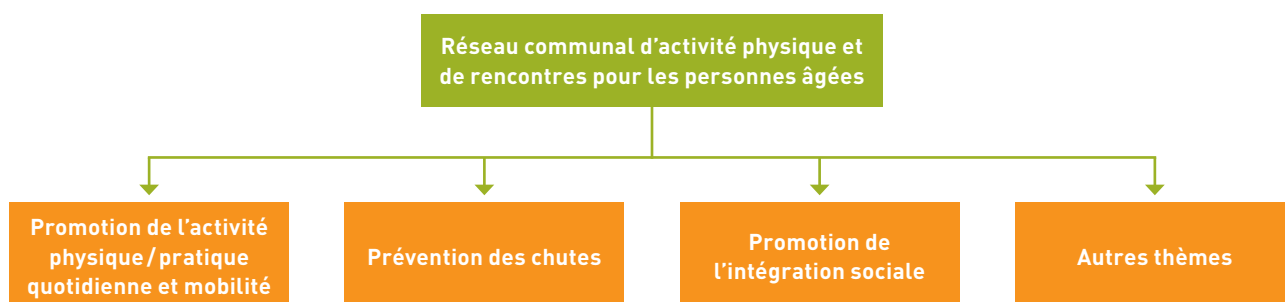 Réseau communal d’activité physique et
de rencontres pour les personnes âgées
Promotion de l’activité
physique / pratique
quotidienne et mobilité
Prévention des chutes
Promotion de
l’intégration sociale
Autres thèmes